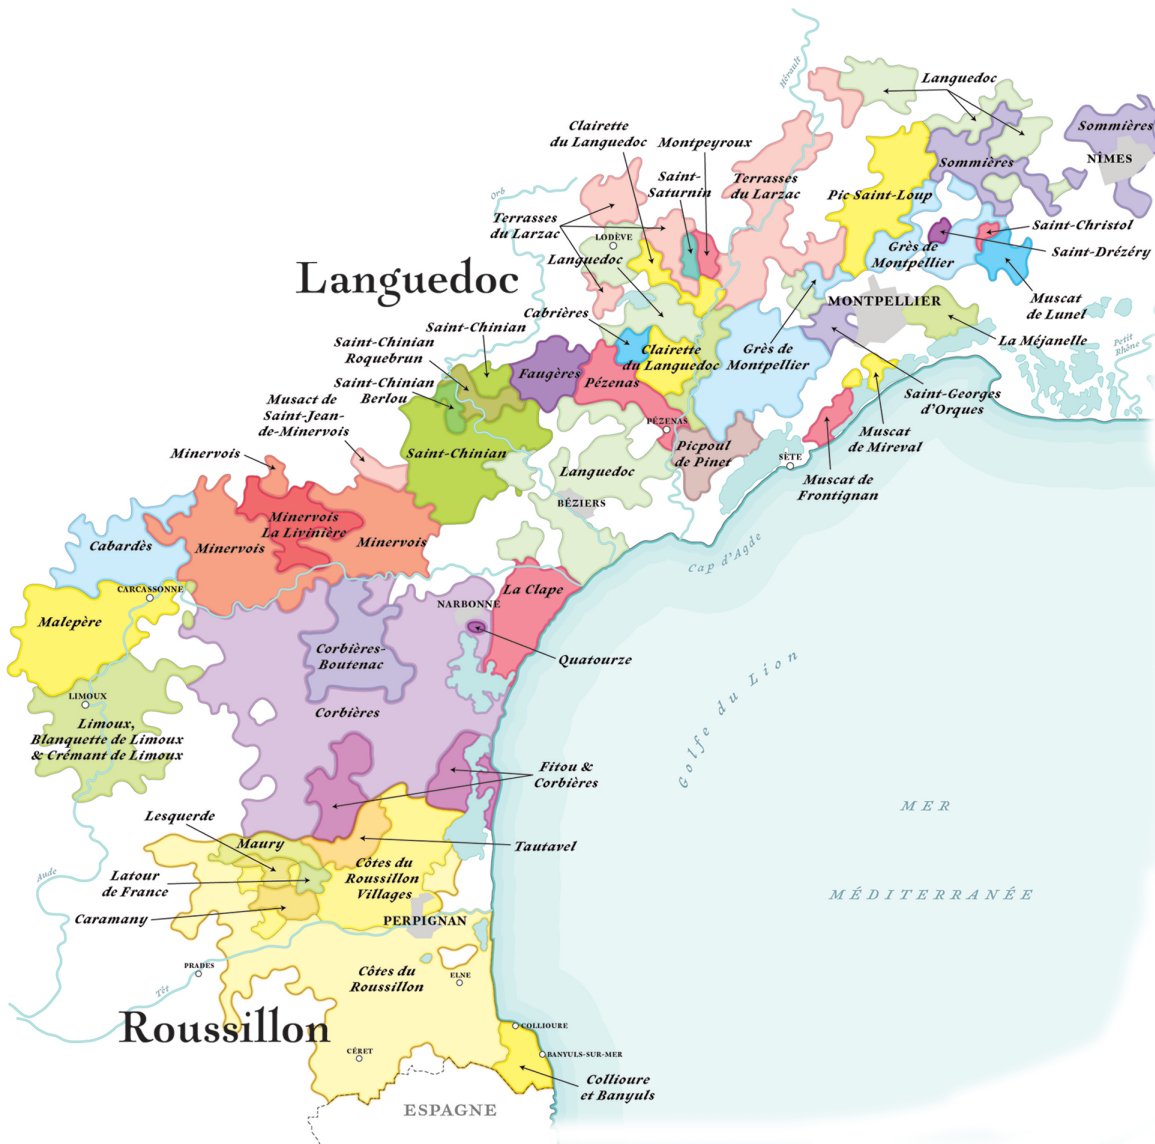 Hérault
Languedoc
Sommières
NÎMES
Clairette
du Languedoc
Montpeyroux
Saint-
Saturnin
Terrasses
du Larzac
Sommières
Pic Saint-Loup
Orb
Terrasses
du Larzac
LODÈVE
Languedoc
Saint-Christol
Saint-Drézéry
Grès de
Montpellier
Languedoc
Cabrières
MONTPELLIER
Muscat
de Lunel
La Méjanelle
Petit
Rhône
Saint-Chinian
Saint-Chinian
Roquebrun
Saint-Chinian
Berlou
Musact de
Saint-Jean-
de-Minervois
Faugères
Pézenas
Clairette
du Languedoc
Grès de
Montpellier
Saint-Georges
d'Orques
PÉZENAS
Muscat
de Mireval
Picpoul
de Pinet
SÈTE
Muscat de
Frontignan
Minervois
Saint-Chinian
Languedoc
BÉZIERS
Minervois
La Livinière
Minervois
Minervois
Cabardès
Cap d'Agde
CARCASSONNE
La Clape
NARBONNE
Malepère
Corbières-
Boutenac
Quatourze
LIMOUX
Corbières
Limoux,
Blanquette de Limoux
& Crémant de Limoux
Golfe du Lion
Fitou &
Corbières
MER
MÉDITERRANÉE
Lesquerde
Maury
Tautavel
Aude
Latour
de France
Côtes du
Roussillon
Villages
Caramany
PERPIGNAN
PRADES
Têt
Côtes du
Roussillon
ELNE
Roussillon
CÉRET
COLLIOURE
BANYULS-SUR-MER
Collioure
et Banyuls
ESPAGNE